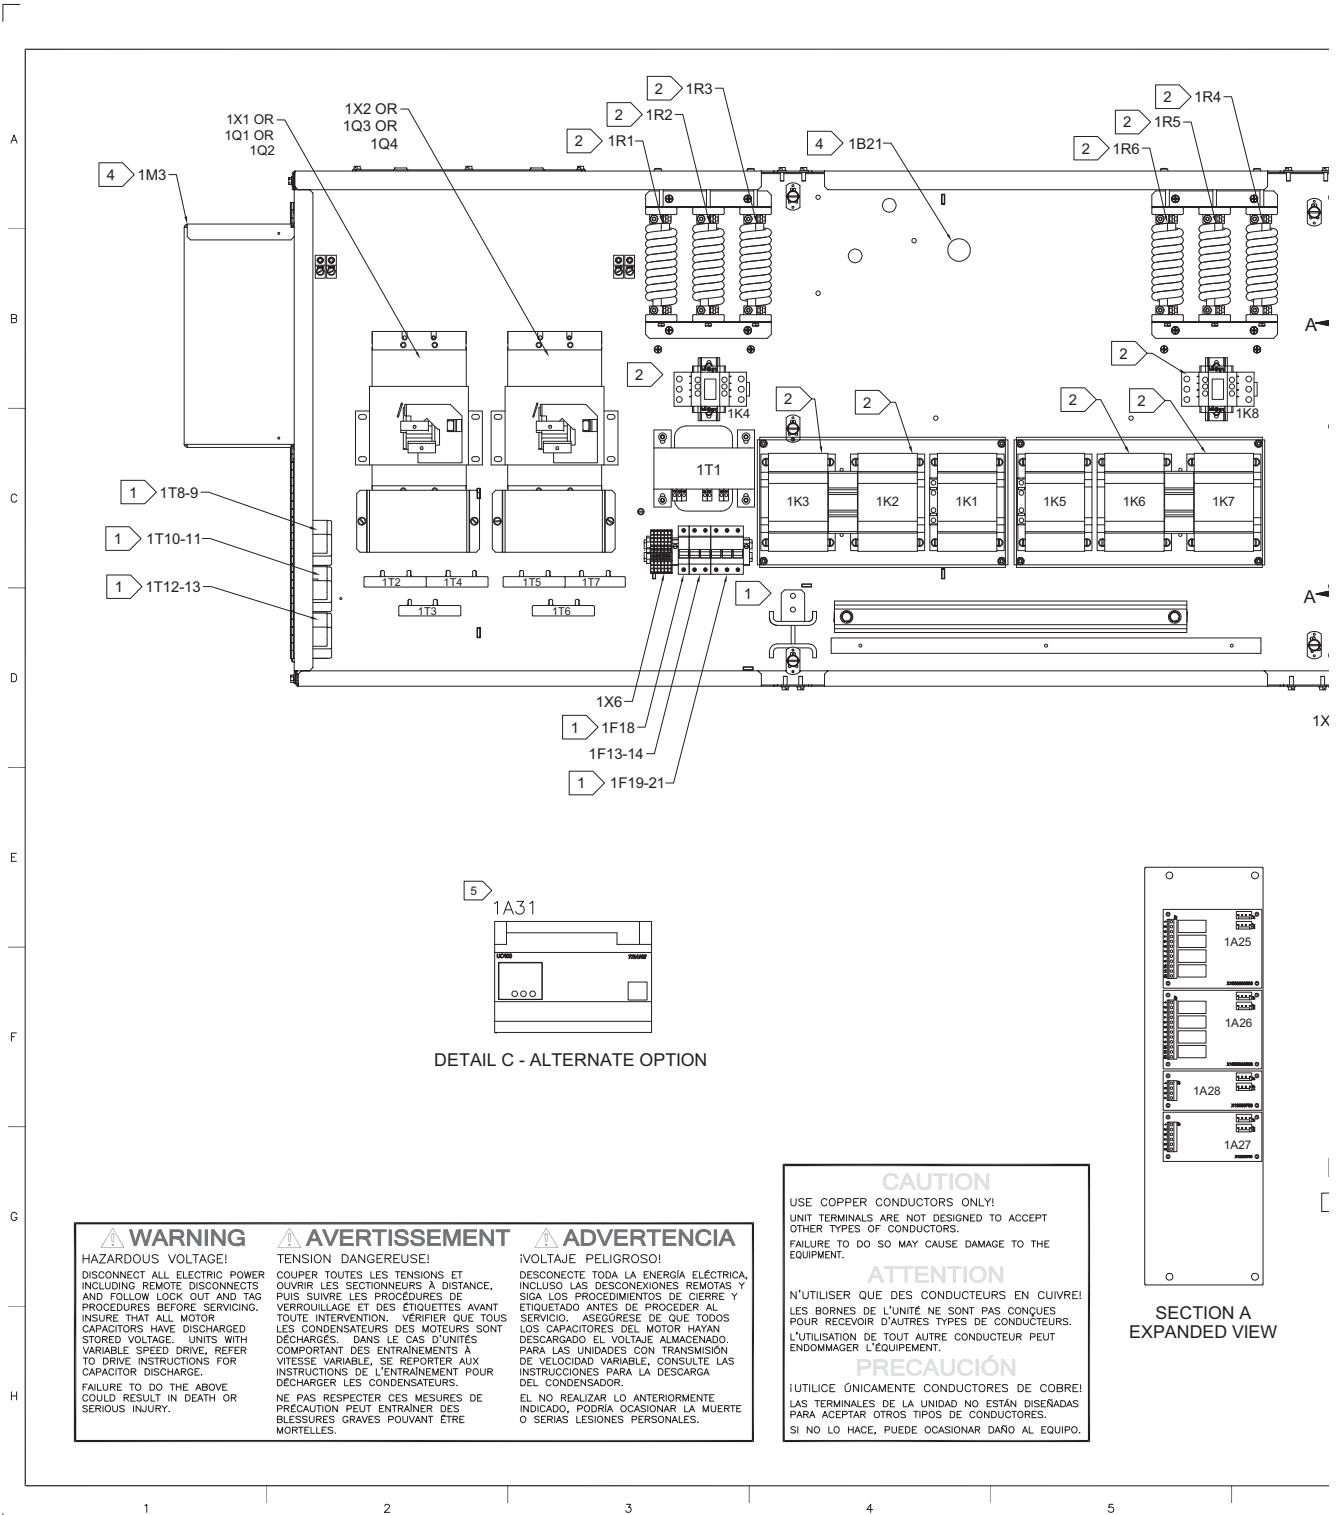 A
B
C
D
E
F
G
H
1X1 OR
1Q1 OR
1Q2
1X2 OR
1Q3 OR
1Q4
2 1R3
2 1R2
2 1R1
4 1B21
2 1R4
2 1R5
2 1R6
4 1M3
A
2
2
1K4
2
2
2
2
1K8
1T1
1K3
1K2
1K1
1K5
1K6
1K7
1 1T8-9
1 1T10-11
1 1T12-13
1T2
1T4
1T5
1T7
1T3
1T6
1
A
1X6
1 1F18
1F13-14
1 1F19-21
1X
5
1A31
UC400
DETAIL C - ALTERNATE OPTION
1A25
1A26
1A28
1A27
SECTION A
EXPANDED VIEW
WARNING
HAZARDOUS VOLTAGE!
DISCONNECT ALL ELECTRIC POWER
INCLUDING REMOTE DISCONNECTS
AND FOLLOW LOCK OUT AND TAG
PROCEDURES BEFORE SERVICING.
INSURE THAT ALL MOTOR
CAPACITORS HAVE DISCHARGED
STORED VOLTAGE. UNITS WITH
VARIABLE SPEED DRIVE, REFER
TO DRIVE INSTRUCTIONS FOR
CAPACITOR DISCHARGE.
FAILURE TO DO THE ABOVE
COULD RESULT IN DEATH OR
SERIOUS INJURY.
AVERTISSEMENT
TENSION DANGEREUSE!
COUPER TOUTES LES TENSIONS ET
OUVRIR LES SECTIONNEURS À DISTANCE,
PUIS SUIVRE LES PROCÉDURES DE
VERROUILLAGE ET DES ÉTIQUETTES AVANT
TOUTE INTERVENTION. VÉRIFIER QUE TOUS
LES CONDENSATEURS DES MOTEURS SONT
DÉCHARGÉS. DANS LE CAS D'UNITÉS
COMPORTANT DES ENTRAÎNEMENTS À
VITESSE VARIABLE, SE REPORTER AUX
INSTRUCTIONS DE L'ENTRAÎNEMENT POUR
DÉCHARGER LES CONDENSATEURS.
NE PAS RESPECTER CES MESURES DE
PRÉCAUTION PEUT ENTRAÎNER DES
BLESSURES GRAVES POUVANT ÊTRE
MORTELLES.
ADVERTENCIA
¡VOLTAJE PELIGROSO!
DESCONECTE TODA LA ENERGÍA ELÉCTRICA,
INCLUSO LAS DESCONEXIONES REMOTAS Y
SIGA LOS PROCEDIMIENTOS DE CIERRE Y
ETIQUETADO ANTES DE PROCEDER AL
SERVICIO. ASEGÚRESE DE QUE TODOS
LOS CAPACITORES DEL MOTOR HAYAN
DESCARGADO EL VOLTAJE ALMACENADO.
PARA LAS UNIDADES CON TRANSMISIÓN
DE VELOCIDAD VARIABLE, CONSULTE LAS
INSTRUCCIONES PARA LA DESCARGA
DEL CONDENSADOR.
EL NO REALIZAR LO ANTERIORMENTE
INDICADO, PODRÍA OCASIONAR LA MUERTE
O SERIAS LESIONES PERSONALES.
CAUTION
USE COPPER CONDUCTORS ONLY!
UNIT TERMINALS ARE NOT DESIGNED TO ACCEPT
OTHER TYPES OF CONDUCTORS.
FAILURE TO DO SO MAY CAUSE DAMAGE TO THE
EQUIPMENT.
ATTENTION
N'UTILISER QUE DES CONDUCTEURS EN CUIVRE!
LES BORNES DE L'UNITÉ NE SONT PAS CONÇUES
POUR RECEVOIR D'AUTRES TYPES DE CONDUCTEURS.
L'UTILISATION DE TOUT AUTRE CONDUCTEUR PEUT
ENDOMMAGER L'ÉQUIPEMENT.
PRECAUCIÓN
¡UTILICE ÚNICAMENTE CONDUCTORES DE COBRE!
LAS TERMINALES DE LA UNIDAD NO ESTÁN DISEÑADAS
PARA ACEPTAR OTROS TIPOS DE CONDUCTORES.
SI NO LO HACE, PUEDE OCASIONAR DAÑO AL EQUIPO.
1
2
3
4
5